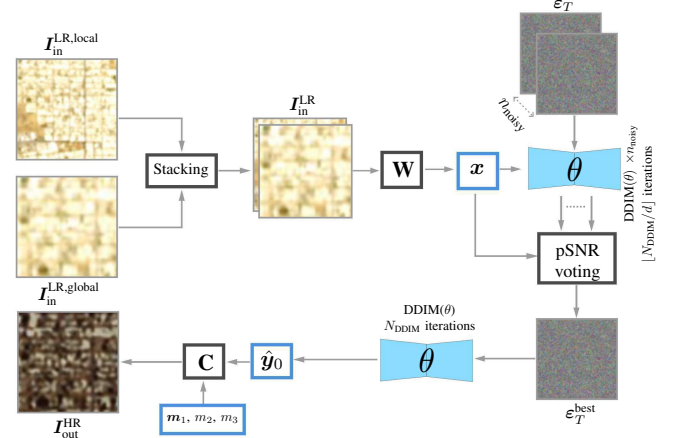 ε_T
I_in^{LR,local}
n_noisy
I_in^{LR}
Stacking
W
x
θ
DDIM(θ) ×n_noisy
⌊N_DDIM/d⌋ iterations
I_in^{LR,global}
pSNR
voting
DDIM(θ)
N_DDIM iterations
C
ŷ_0
θ
m_1, m_2, m_3
I_out^{HR}
ε_T^{best}